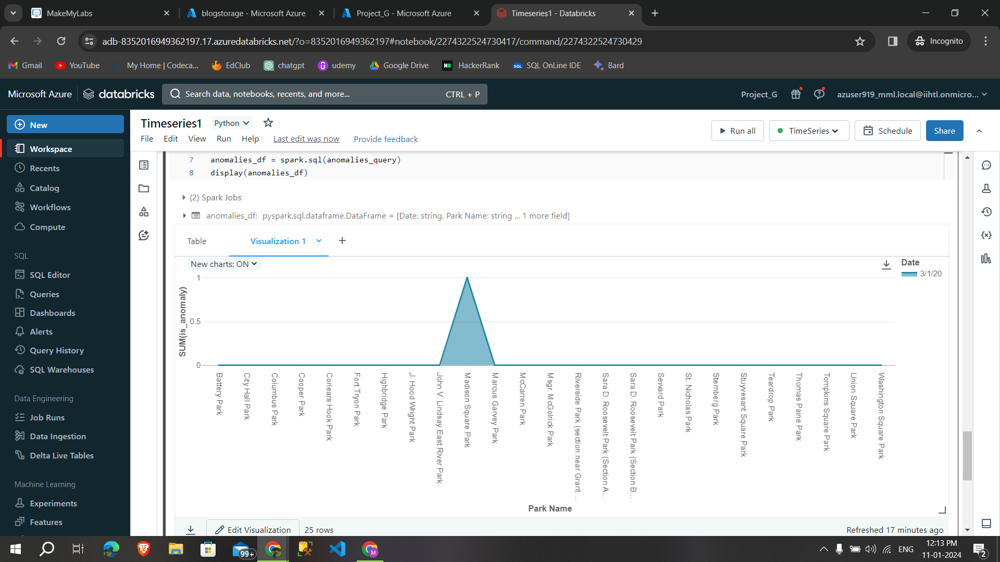 MakeMyLabs
blogstorage - Microsoft Azure
Project_G - Microsoft Azure
Timeseries1 - Databricks
adb-8352016949362197.17.azuredatabricks.net/?o=8352016949362197#notebook/2274322524730417/command/2274322524730429
Incognito
Gmail
YouTube
My Home | Codeca...
EdClub
chatgpt
udemy
Google Drive
HackerRank
SQL OnLine IDE
Bard
Microsoft Azure
databricks
Search data, notebooks, recents, and more...
CTRL + P
Project_G
azuser919_mml.local@iihtl.onmicro...
New
Workspace
Recents
Catalog
Workflows
Compute
SQL
SQL Editor
Queries
Dashboards
Alerts
Query History
SQL Warehouses
Data Engineering
Job Runs
Data Ingestion
Delta Live Tables
Machine Learning
Experiments
Features
Timeseries1
Python
File Edit View Run Help Last edit was now Provide feedback
Run all
TimeSeries
Schedule
Share
7 anomalies_df = spark.sql(anomalies_query)
8 display(anomalies_df)
(2) Spark Jobs
anomalies_df: pyspark.sql.dataframe.DataFrame = [Date: string, Park Name: string ... 1 more field]
Table
Visualization 1
New charts: ON
Date
3/1/20
SUM(is_anomaly)
1
0.5
0
Battery Park
City Hall Park
Columbus Park
Cooper Park
Corlears Hook Park
Fort Tryon Park
Highbridge Park
J. Hood Wright Park
John V. Lindsay East River Park
Madison Square Park
Marcus Garvey Park
McCarren Park
Msgr. McGolrick Park
Riverside Park (section near Grant ...
Sara D. Roosevelt Park (Section A...
Sara D. Roosevelt Park (Section B...
Seward Park
St. Nicholas Park
Sternberg Park
Stuyvesant Square Park
Teardrop Park
Thomas Paine Park
Tompkins Square Park
Union Square Park
Washington Square Park
Park Name
Edit Visualization
25 rows
Refreshed 17 minutes ago
99+
M
ENG
12:13 PM
11-01-2024
2